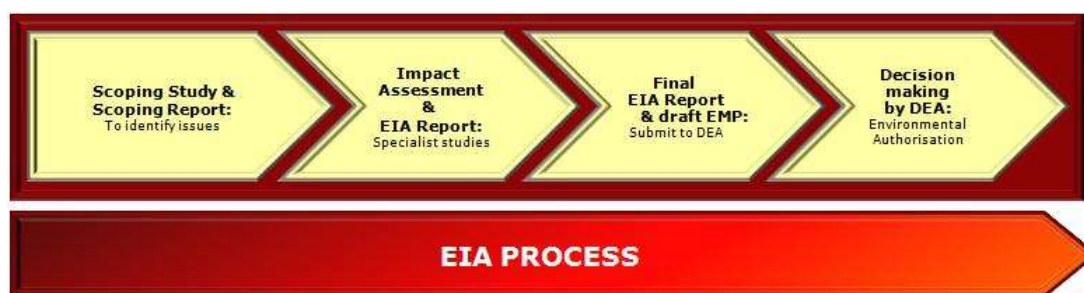 Scoping Study &
Scoping Report:
To identify issues
Impact
Assessment
&
EIA Report:
Specialist studies
Final
EIA Report
& draft EMP:
Submit to DEA
Decision
making
by DEA:
Environmental
Authorisation
EIA PROCESS